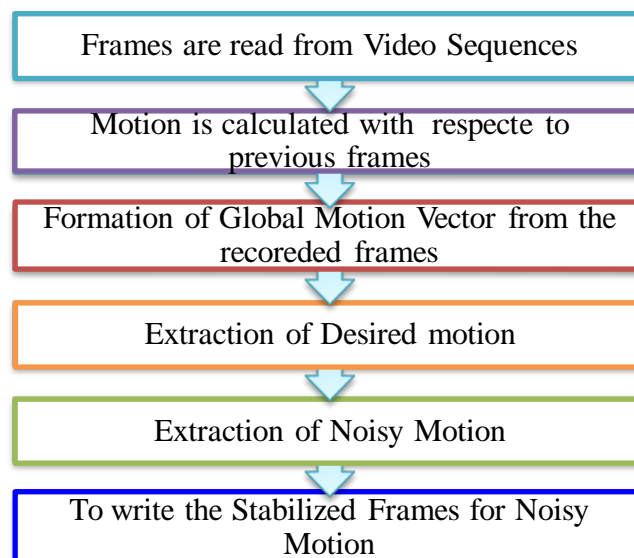 Frames are read from Video Sequences
Motion is calculated with respecte to
previous frames
Formation of Global Motion Vector from the
recoreded frames
Extraction of Desired motion
Extraction of Noisy Motion
To write the Stabilized Frames for Noisy
Motion